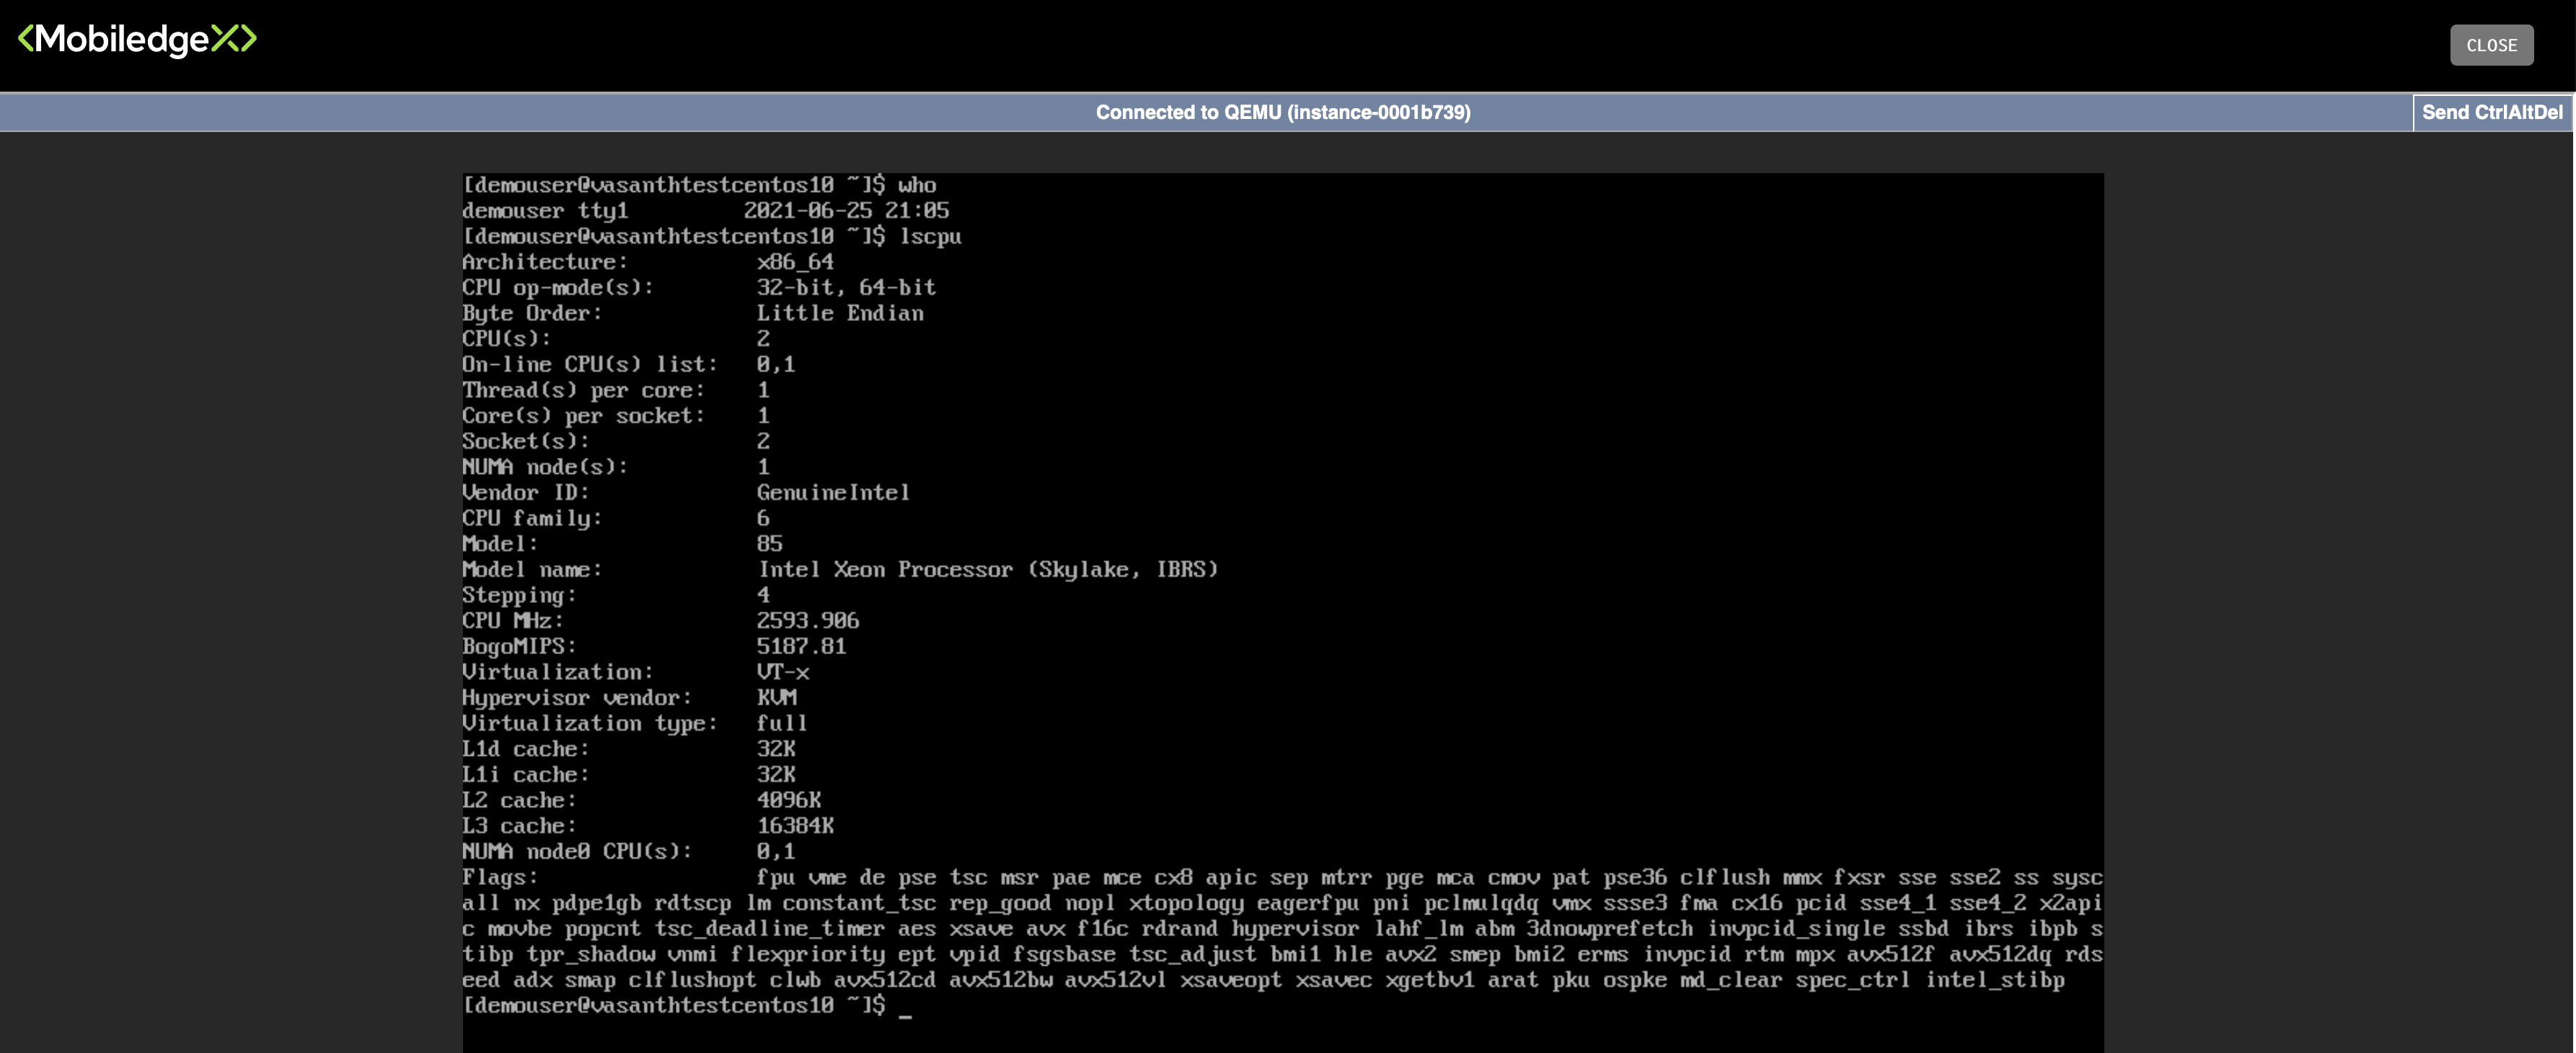 <MobiledgeX>
CLOSE
Connected to QEMU (instance-0001b739)
Send CtrlAltDel
[demouser@vasanthtestcentos10 ~]$ who
demouser tty1         2021-06-25 21:05
[demouser@vasanthtestcentos10 ~]$ lscpu
Architecture:          x86_64
CPU op-mode(s):        32-bit, 64-bit
Byte Order:            Little Endian
CPU(s):                2
On-line CPU(s) list:   0,1
Thread(s) per core:    1
Core(s) per socket:    1
Socket(s):             2
NUMA node(s):          1
Vendor ID:             GenuineIntel
CPU family:            6
Model:                 85
Model name:            Intel Xeon Processor (Skylake, IBRS)
Stepping:              4
CPU MHz:               2593.906
BogoMIPS:              5187.81
Virtualization:        VT-x
Hypervisor vendor:     KVM
Virtualization type:   full
L1d cache:             32K
L1i cache:             32K
L2 cache:              4096K
L3 cache:              16384K
NUMA node0 CPU(s):     0,1
Flags:                 fpu vme de pse tsc msr pae mce cx8 apic sep mtrr pge mca cmov pat pse36 clflush mmx fxsr sse sse2 ss sysc
all nx pdpe1gb rdtscp lm constant_tsc rep_good nopl xtopology eagerfpu pni pclmulqdq vmx ssse3 fma cx16 pcid sse4_1 sse4_2 x2api
c movbe popcnt tsc_deadline_timer aes xsave avx f16c rdrand hypervisor lahf_lm abm 3dnowprefetch invpcid_single ssbd ibrs ibpb s
tibp tpr_shadow vnmi flexpriority ept vpid fsgsbase tsc_adjust bmi1 hle avx2 smep bmi2 erms invpcid rtm mpx avx512f avx512dq rds
eed adx smap clflushopt clwb avx512cd avx512bw avx512vl xsaveopt xsavec xgetbv1 arat pku ospke md_clear spec_ctrl intel_stibp
[demouser@vasanthtestcentos10 ~]$ _